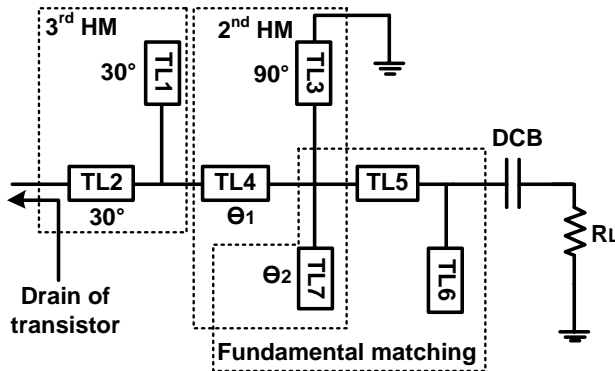 3rd HM
2nd HM
30°
TL1
90°
TL3
DCB
TL2
TL4
TL5
30°
Θ1
RL
Θ2
TL7
TL6
Drain of
transistor
Fundamental matching